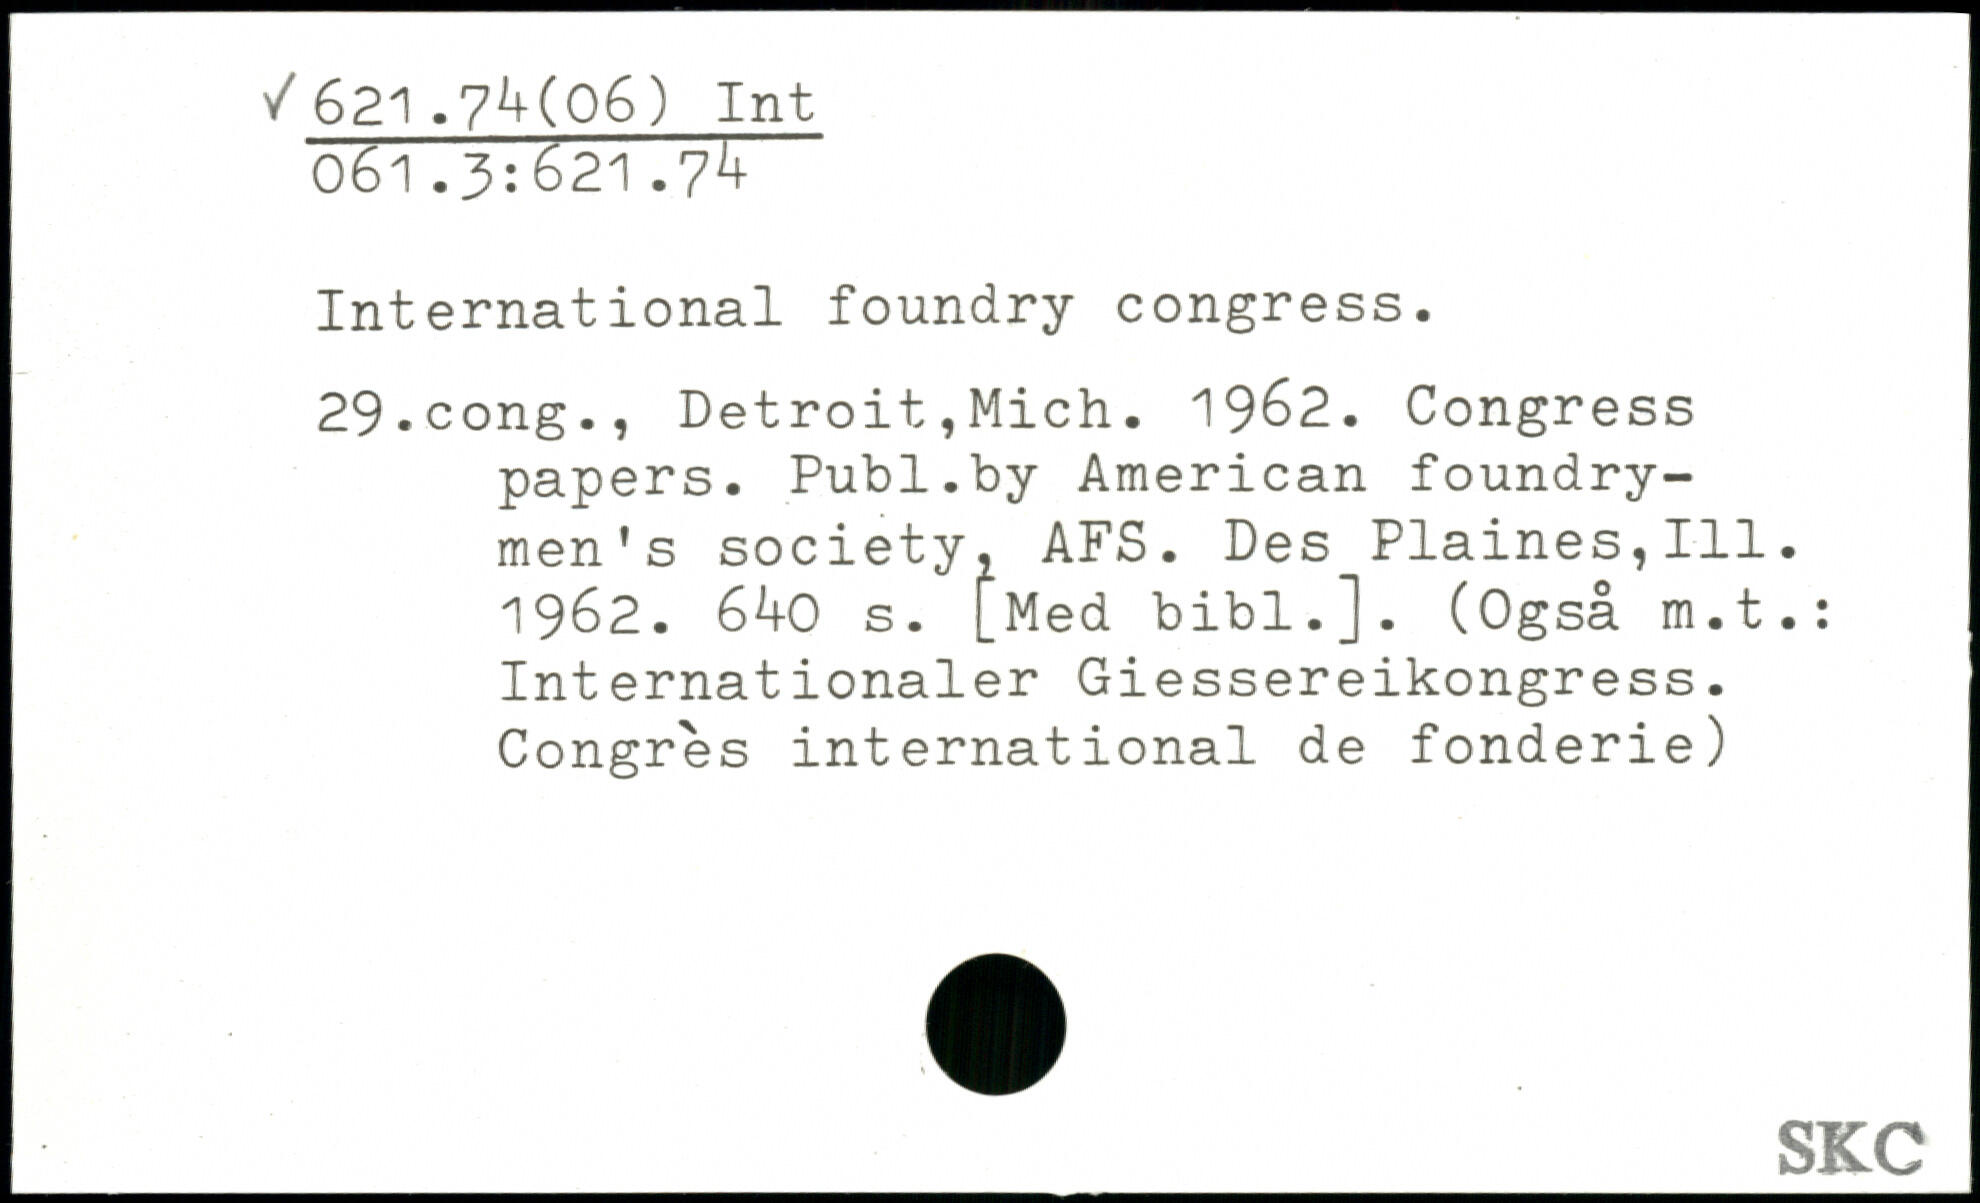 ✓ 621.74(06) Int
061.3:621.74
International foundry congress.
29.cong., Detroit,Mich. 1962. Congress
papers. Publ.by American foundry-
men's society, AFS. Des Plaines,Ill.
1962. 640 s. [Med bibl.]. (Også m.t.:
Internationaler Giessereikongress.
Congrès international de fonderie)
SKC